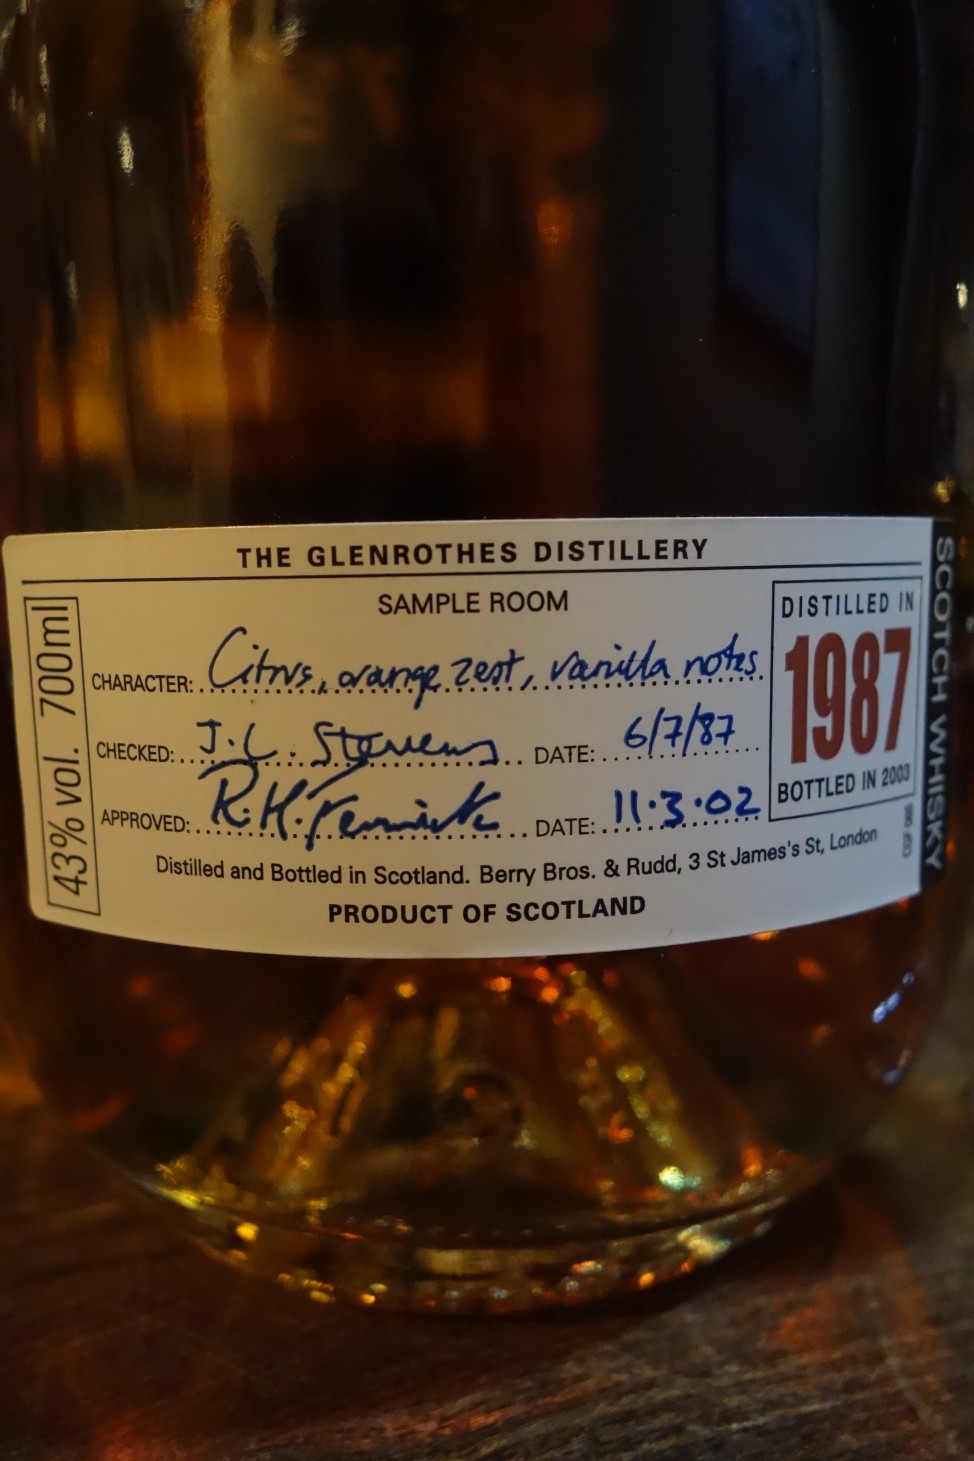 THE GLENROTHES DISTILLERY
SAMPLE ROOM
CHARACTER: Citrus, orange zest, vanilla notes
CHECKED: J.L. Stevens DATE: 6/7/87
APPROVED: R.H. DATE: 11·3·02
Distilled and Bottled in Scotland. Berry Bros. & Rudd, 3 St James's St, London
PRODUCT OF SCOTLAND
43% vol. 700ml
DISTILLED IN
1987
BOTTLED IN 2003
SCOTCH WHISKY